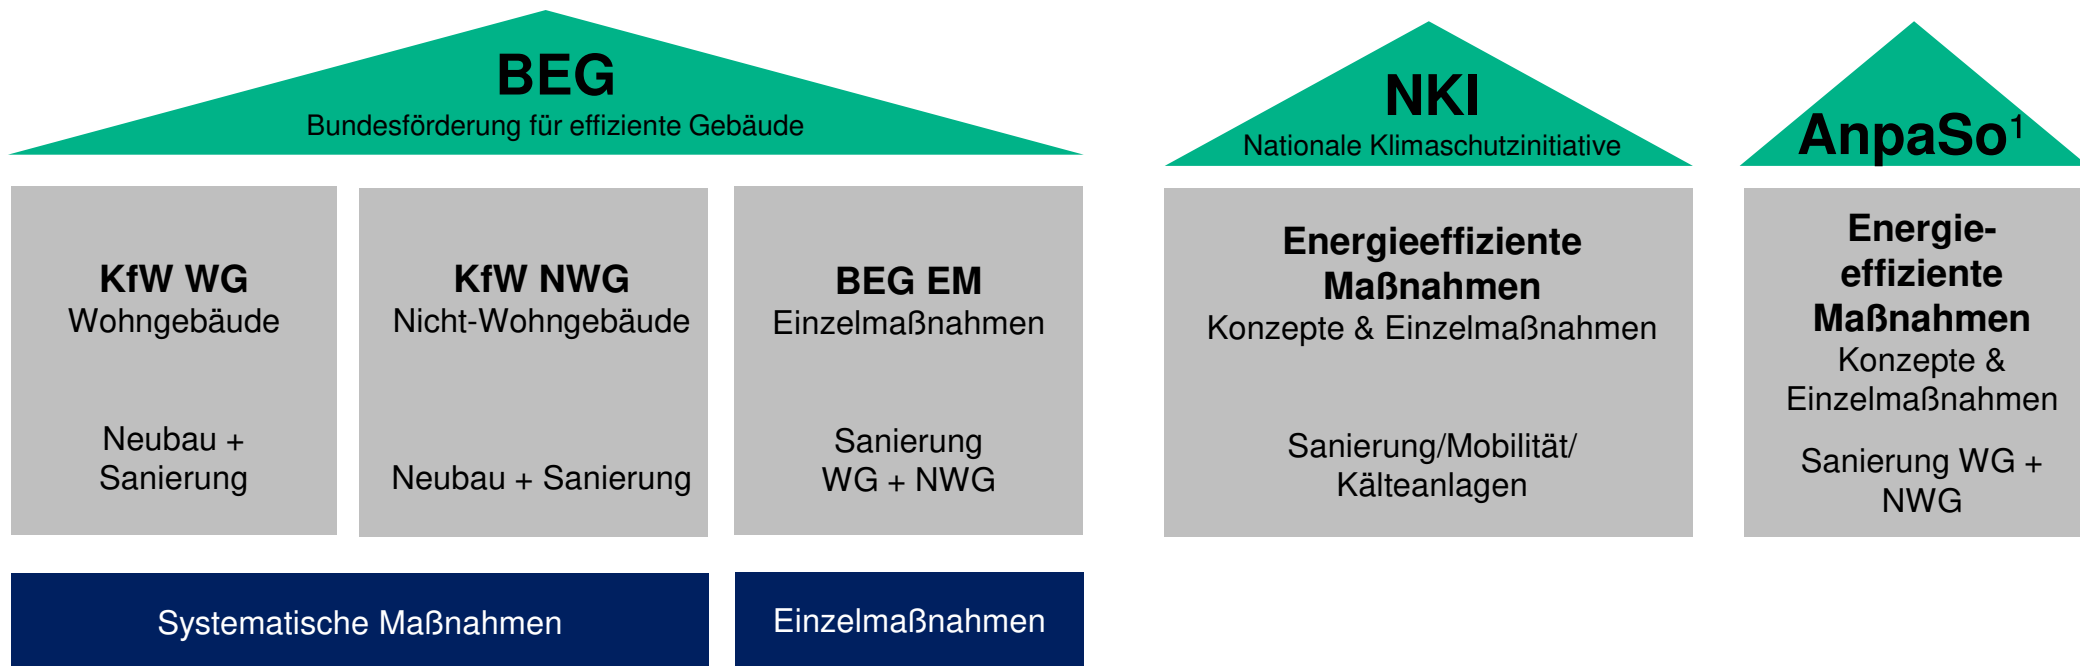 BEG
Bundesförderung für effiziente Gebäude
KfW WG
Wohngebäude
Neubau +
Sanierung
KfW NWG
Nicht-Wohngebäude
Neubau + Sanierung
BEG EM
Einzelmaßnahmen
Sanierung
WG + NWG
Systematische Maßnahmen
Einzelmaßnahmen
NKI
Nationale Klimaschutzinitiative
Energieeffiziente
Maßnahmen
Konzepte & Einzelmaßnahmen
Sanierung/Mobilität/
Kälteanlagen
AnpaSo¹
Energie-
effiziente
Maßnahmen
Konzepte &
Einzelmaßnahmen
Sanierung WG +
NWG